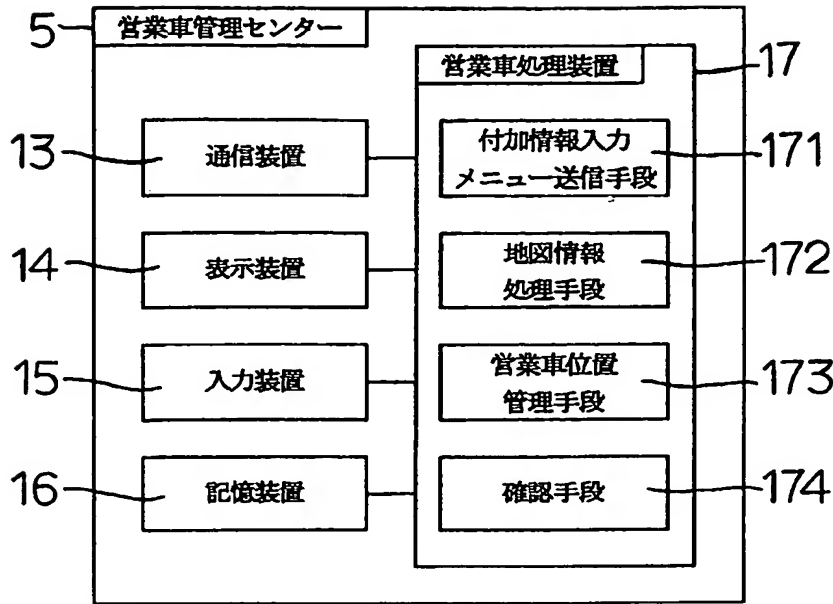 5
営業車管理センター
営業車処理装置
17
13
通信装置
付加情報入力
メニュー送信手段
171
14
表示装置
地図情報
処理手段
172
15
入力装置
営業車位置
管理手段
173
16
記憶装置
確認手段
174